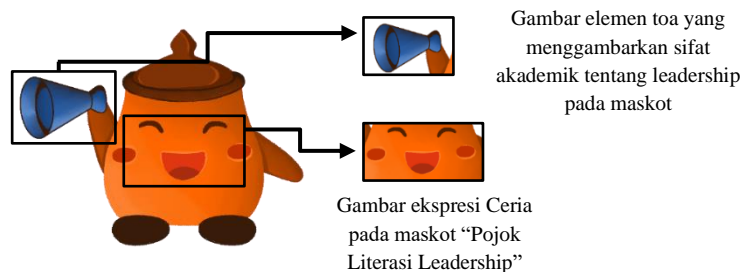 Gambar elemen toa yang
menggambarkan sifat
akademik tentang leadership
pada maskot
Gambar ekspresi Ceria
pada maskot “Pojok
Literasi Leadership”